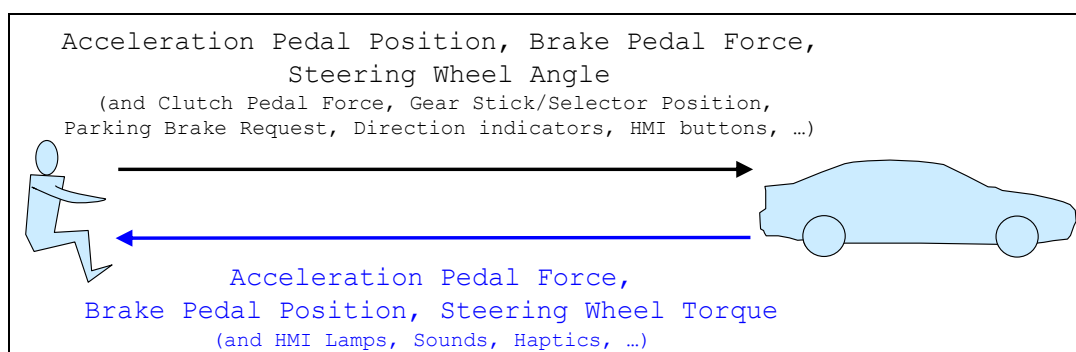 Acceleration Pedal Position, Brake Pedal Force,
Steering Wheel Angle
(and Clutch Pedal Force, Gear Stick/Selector Position,
Parking Brake Request, Direction indicators, HMI buttons, …)
Acceleration Pedal Force,
Brake Pedal Position, Steering Wheel Torque
(and HMI Lamps, Sounds, Haptics, …)